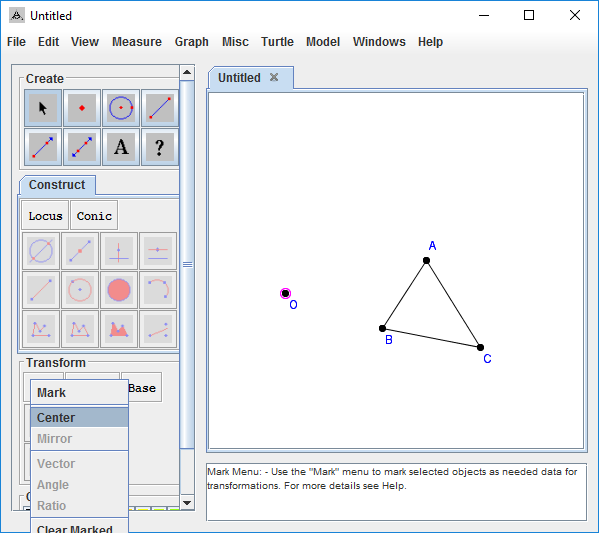 Untitled
File Edit View Measure Graph Misc Turtle Model Windows Help
Create
A ?
Construct
Locus Conic
Transform
Base
Mark
Center
Mirror
Vector
Angle
Ratio
Clear Marked
Untitled
A
O
B
C
Mark Menu: - Use the "Mark" menu to mark selected objects as needed data for
transformations. For more details see Help.